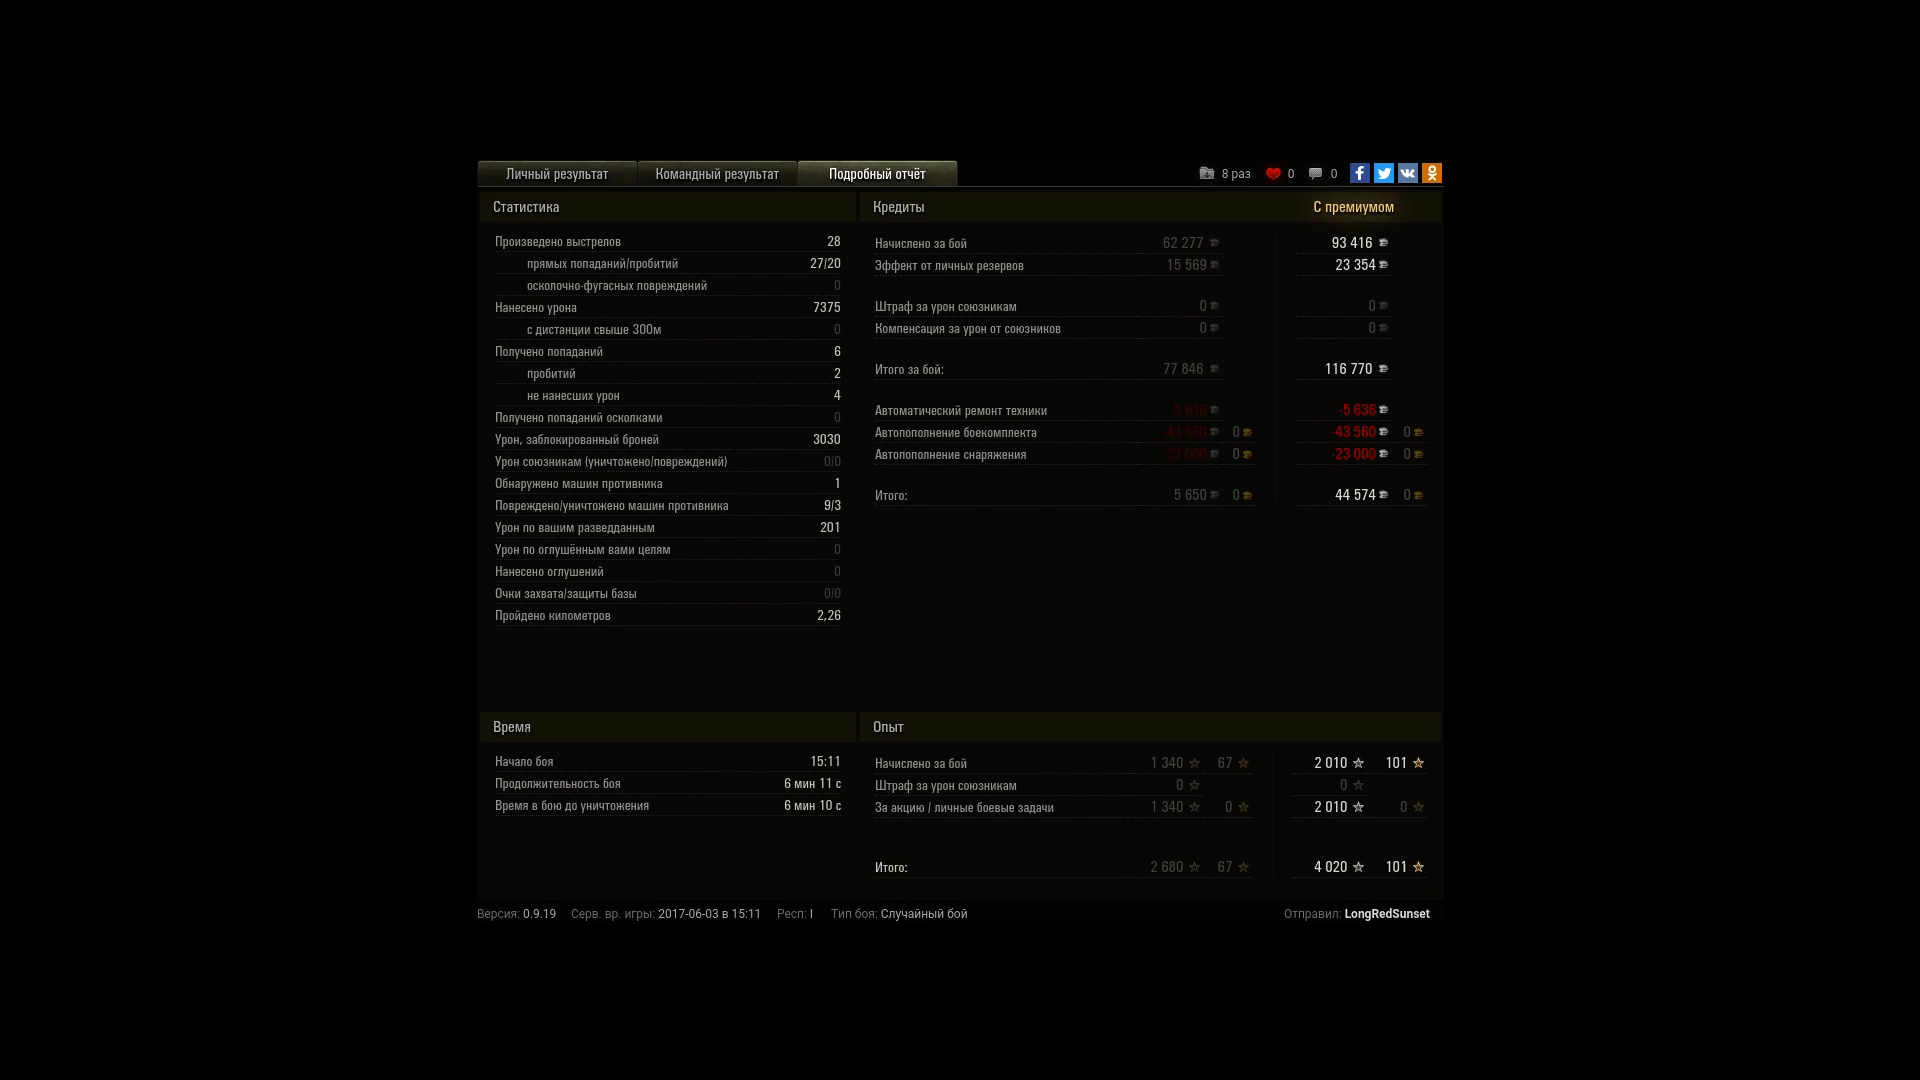 Личный результат Командный результат Подробный отчёт 8 раз 0 0
Статистика
Произведено выстрелов 28
прямых попаданий/пробитий 27/20
осколочно-фугасных повреждений 0
Нанесено урона 7375
с дистанции свыше 300м 0
Получено попаданий 6
пробитий 2
не нанесших урон 4
Получено попаданий осколками 0
Урон, заблокированный броней 3030
Урон союзникам (уничтожено/повреждений) 0/0
Обнаружено машин противника 1
Повреждено/уничтожено машин противника 9/3
Урон по вашим разведданным 201
Урон по оглушённым вами целям 0
Нанесено оглушений 0
Очки захвата/защиты базы 0/0
Пройдено километров 2,26
Кредиты С премиумом
Начислено за бой 62 277 93 416
Эффект от личных резервов 15 569 23 354
Штраф за урон союзникам 0 0
Компенсация за урон от союзников 0 0
Итого за бой: 77 846 116 770
Автоматический ремонт техники -5 636 -5 636
Автопополнение боекомплекта -43 560 0 -43 560 0
Автопополнение снаряжения -23 000 0 -23 000 0
Итого: 5 650 0 44 574 0
Время
Начало боя 15:11
Продолжительность боя 6 мин 11 с
Время в бою до уничтожения 6 мин 10 с
Опыт
Начислено за бой 1 340 67 2 010 101
Штраф за урон союзникам 0 0
За акцию / личные боевые задачи 1 340 0 2 010 0
Итого: 2 680 67 4 020 101
Версия: 0.9.19 Серв. вр. игры: 2017-06-03 в 15:11 Респ: I Тип боя: Случайный бой Отправил: LongRedSunset